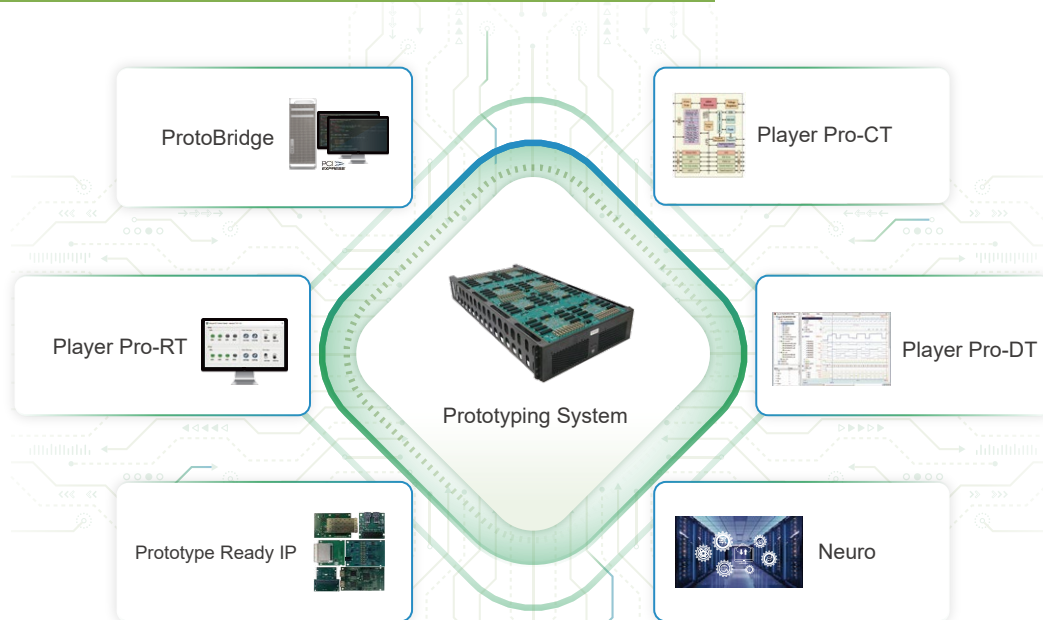 ProtoBridge
PCI
EXPRESS
Player Pro-CT
Player Pro-RT
Prototyping System
Player Pro-DT
Prototype Ready IP
Neuro